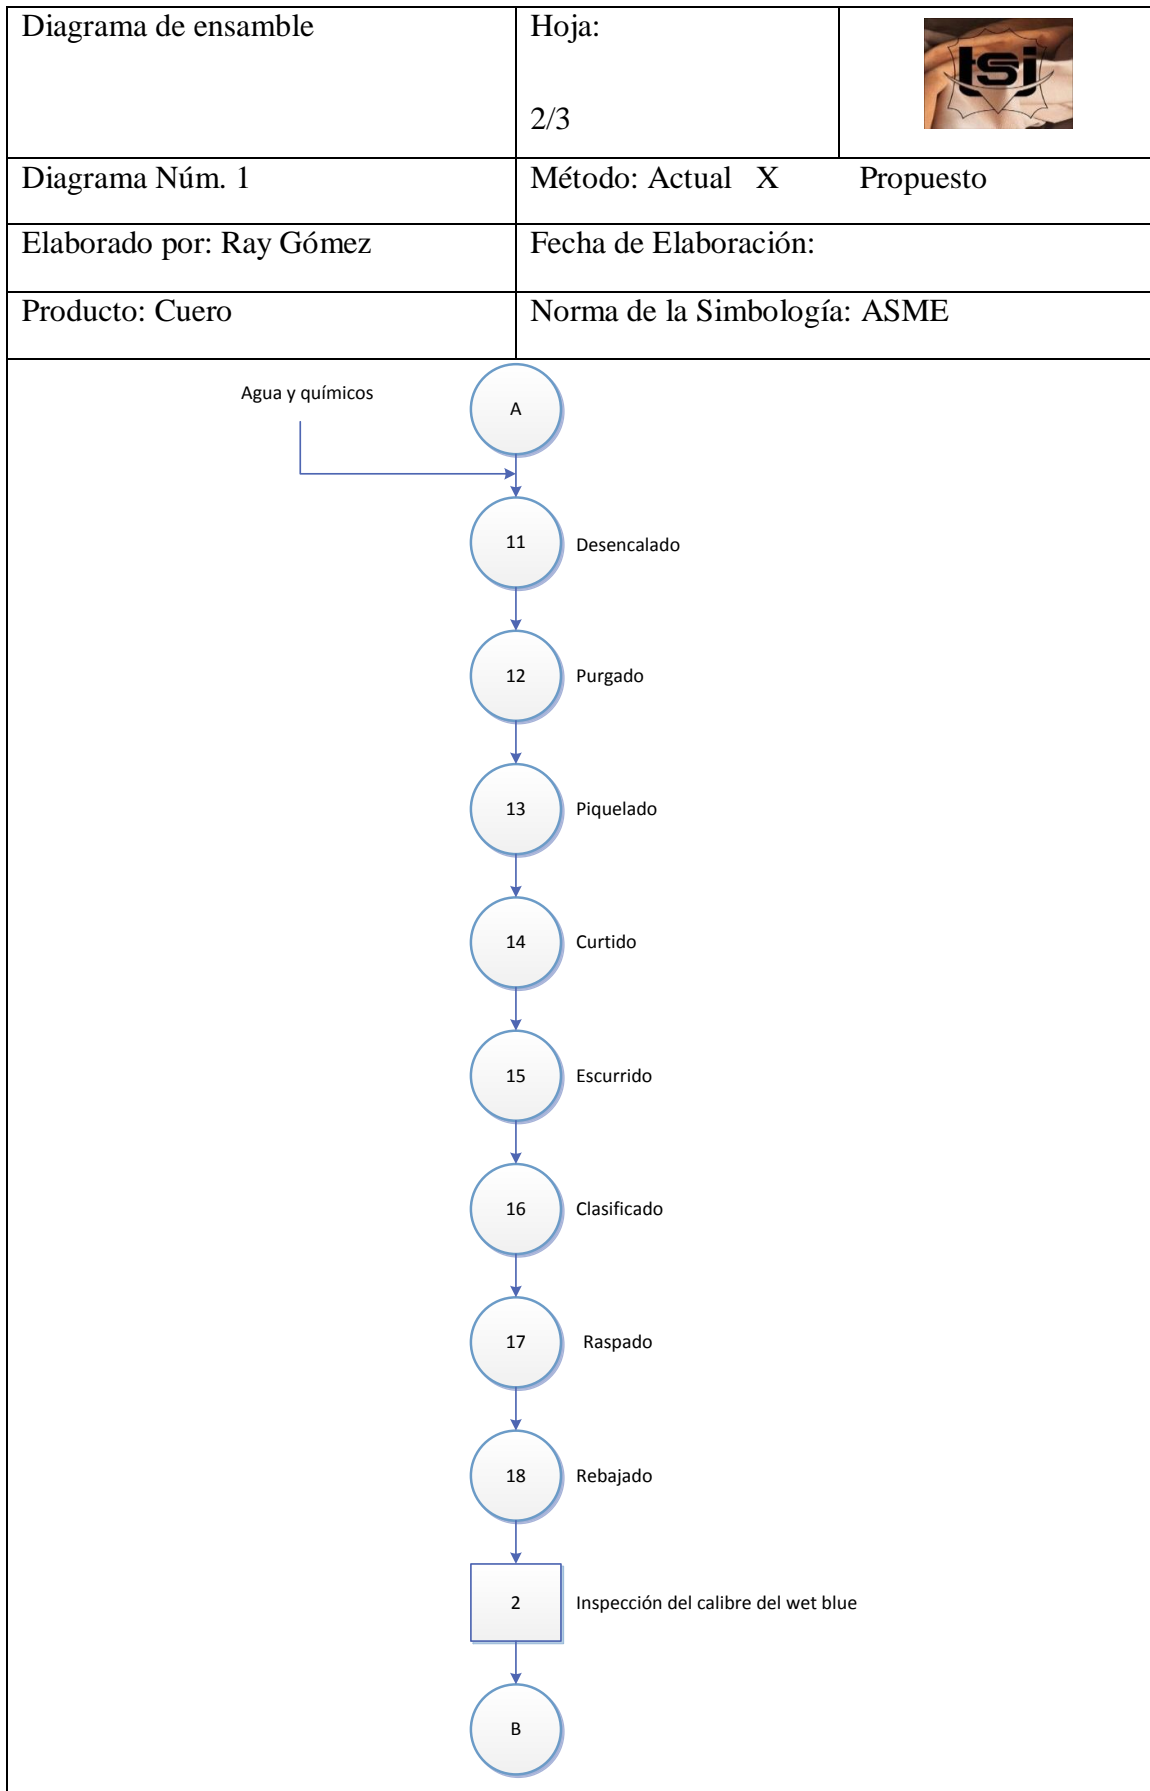 Diagrama de ensamble
Hoja:
2/3
tsj
Diagrama Núm. 1
Método: Actual X Propuesto
Elaborado por: Ray Gómez
Fecha de Elaboración:
Producto: Cuero
Norma de la Simbología: ASME
Agua y químicos
A
11 Desencalado
12 Purgado
13 Piquelado
14 Curtido
15 Escurrido
16 Clasificado
17 Raspado
18 Rebajado
2 Inspección del calibre del wet blue
B